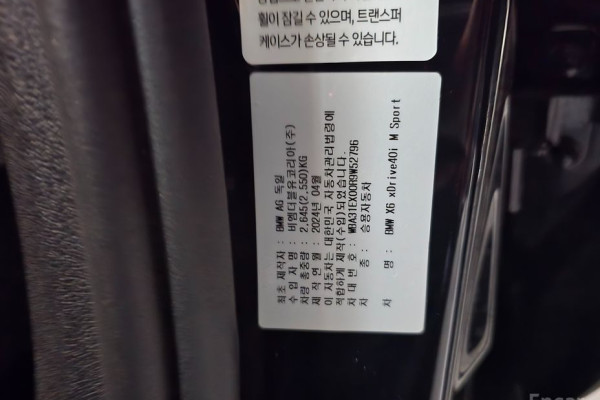 휠이 잠길 수 있으며, 트랜스퍼
케이스가 손상될 수 있습니다.
최초 제작자 : BMW AG 독일
수 입 자 명 : 비엠더블유코리아(주)
차량 총중량 : 2,645(2,550)KG
제 작 연 월 : 2024년 04월
이 자동차는 대한민국 자동차관리법령에
적합하게 제작(수입)되었습니다.
차 대 번 호 : WBA31EX00R9W52796
차 종 : 승용자동차
차 명 : BMW X6 xDrive40i M Sport